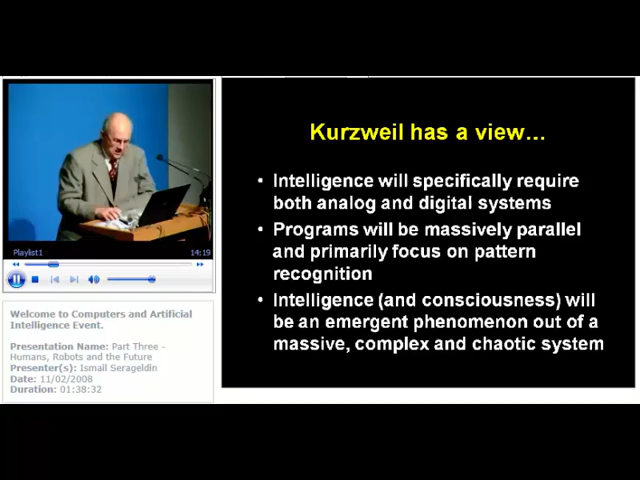 Kurzweil has a view...
• Intelligence will specifically require
both analog and digital systems
• Programs will be massively parallel
and primarily focus on pattern
recognition
• Intelligence (and consciousness) will
be an emergent phenomenon out of a
massive, complex and chaotic system
Playlist1 14:19
Welcome to Computers and Artificial
Intelligence Event.
Presentation Name: Part Three -
Humans, Robots and the Future
Presenter(s): Ismail Serageldin
Date: 11/02/2008
Duration: 01:38:32